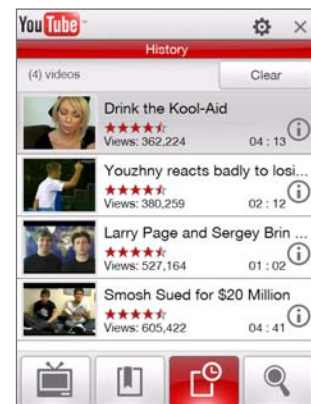 YouTube
History
(4) videos
Clear
Drink the Kool-Aid
Views: 362,224
04 : 13
Youzhny reacts badly to losi...
Views: 380,259
02 : 12
Larry Page and Sergey Brin ...
Views: 527,164
01 : 02
Smosh Sued for $20 Million
Views: 605,422
04 : 41